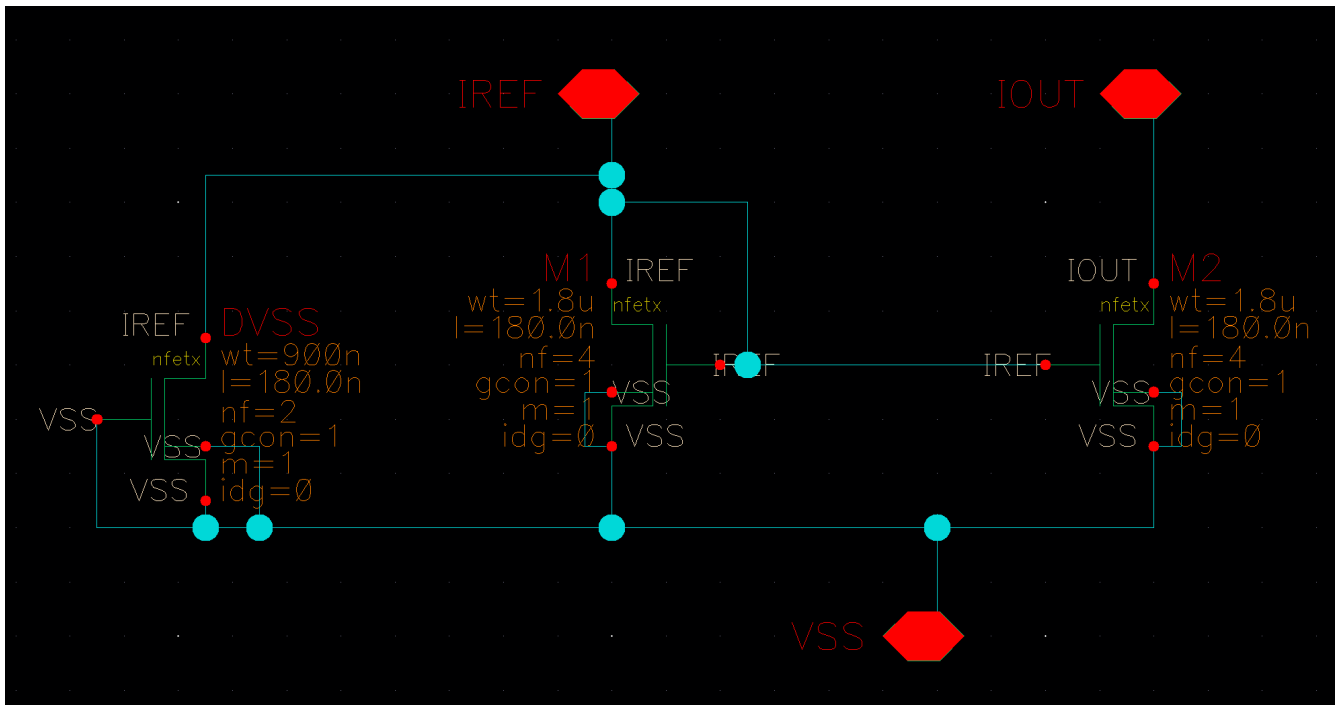 IREF
IOUT
IREF
DVSS
nfetx
wt=900n
l=180.0n
nf=2
VSS
gcon=1
VSS
m=1
VSS
idg=0
M1
IREF
wt=1.8u
nfetx
l=180.0n
nf=4
IREF
gcon=1
VSS
m=1
VSS
idg=0
IOUT
M2
nfetx
wt=1.8u
l=180.0n
IREF
nf=4
VSS
gcon=1
m=1
VSS
idg=0
VSS